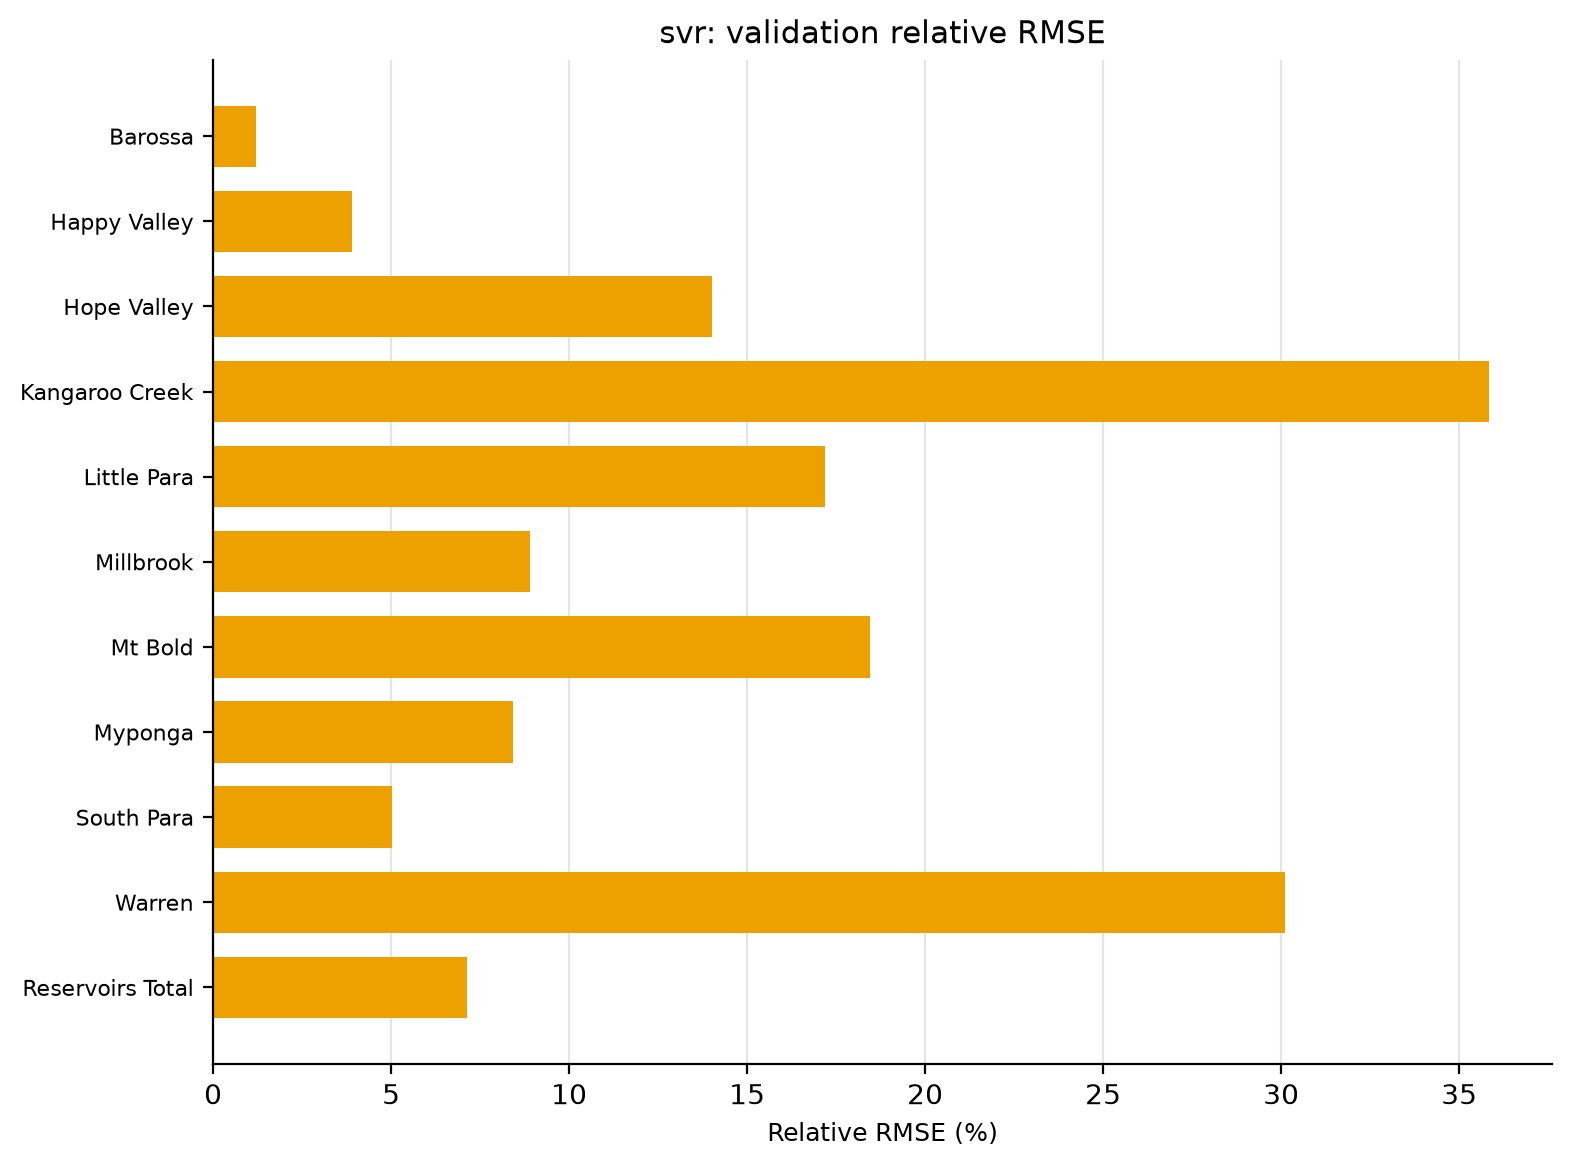 svr: validation relative RMSE
Barossa
Happy Valley
Hope Valley
Kangaroo Creek
Little Para
Millbrook
Mt Bold
Myponga
South Para
Warren
Reservoirs Total
0 5 10 15 20 25 30 35
Relative RMSE (%)